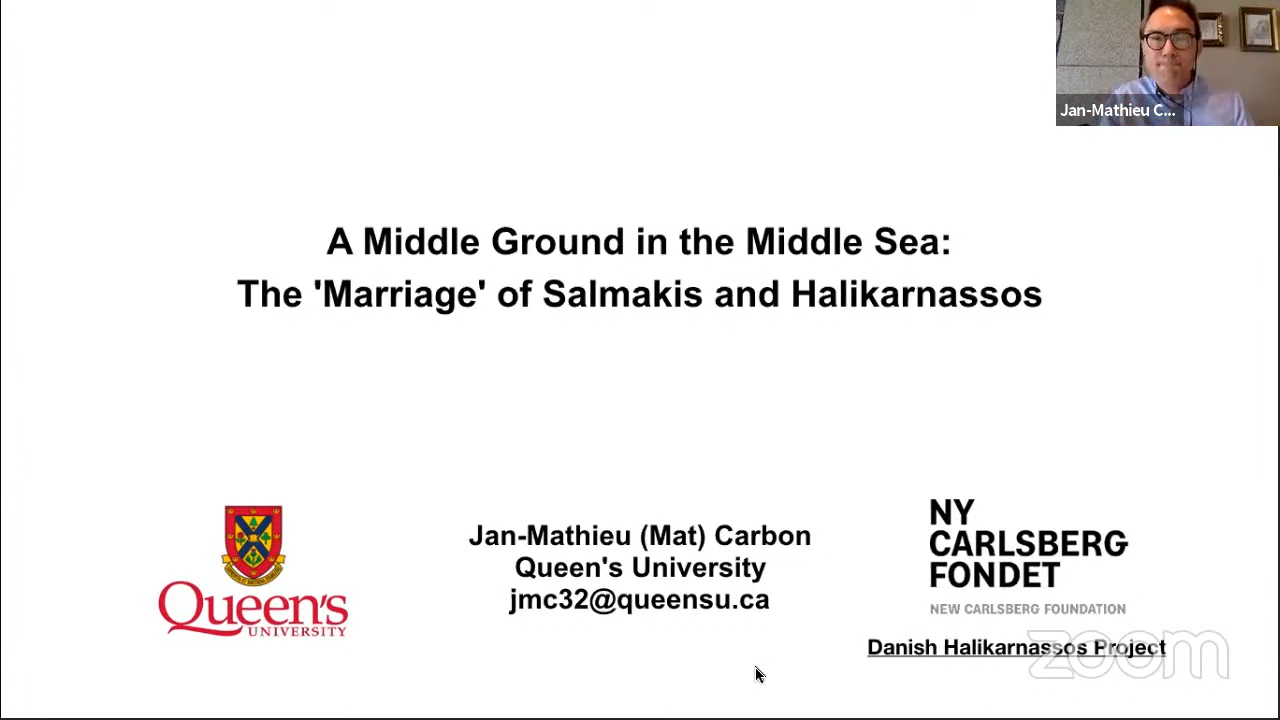 Jan-Mathieu C...
A Middle Ground in the Middle Sea:
The 'Marriage' of Salmakis and Halikarnassos
Queen's
UNIVERSITY
Jan-Mathieu (Mat) Carbon
Queen's University
jmc32@queensu.ca
NY
CARLSBERG
FONDET
NEW CARLSBERG FOUNDATION
Danish Halikarnassos Project
zoom